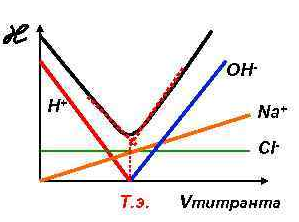 ℋ
OH-
H+
Na+
Cl-
Т.э. Vтитранта